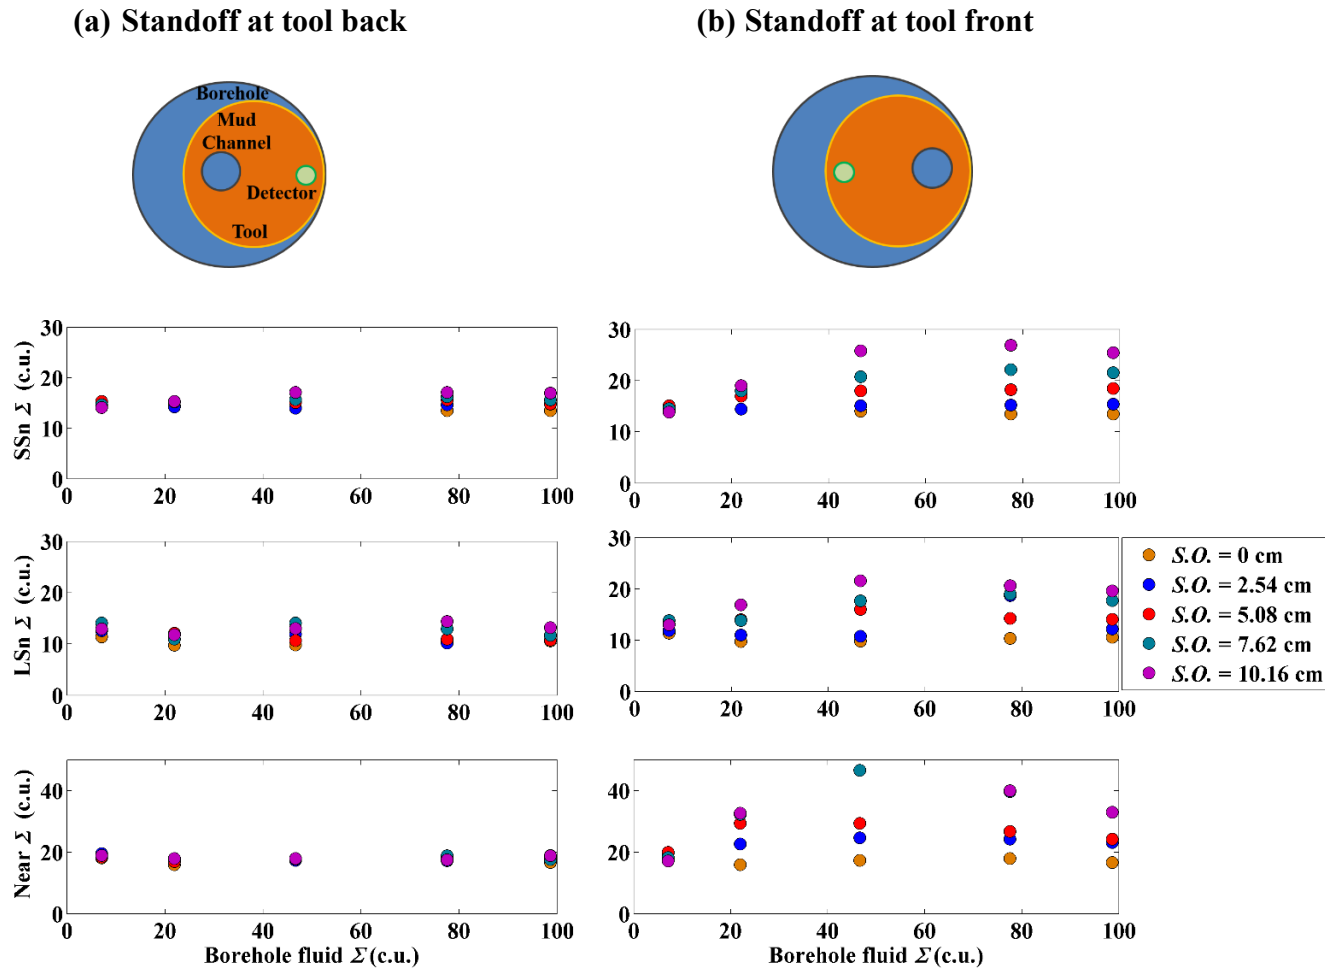 (a) Standoff at tool back
(b) Standoff at tool front
Borehole
Mud
Channel
Detector
Tool
SSn Σ (c.u.)
30
20
10
0
0 20 40 60 80 100
30
20
10
0
0 20 40 60 80 100
LSn Σ (c.u.)
30
20
10
0
0 20 40 60 80 100
30
20
10
0
0 20 40 60 80 100
S.O. = 0 cm
S.O. = 2.54 cm
S.O. = 5.08 cm
S.O. = 7.62 cm
S.O. = 10.16 cm
Near Σ (c.u.)
40
20
0
0 20 40 60 80 100
Borehole fluid Σ (c.u.)
40
20
0
0 20 40 60 80 100
Borehole fluid Σ (c.u.)